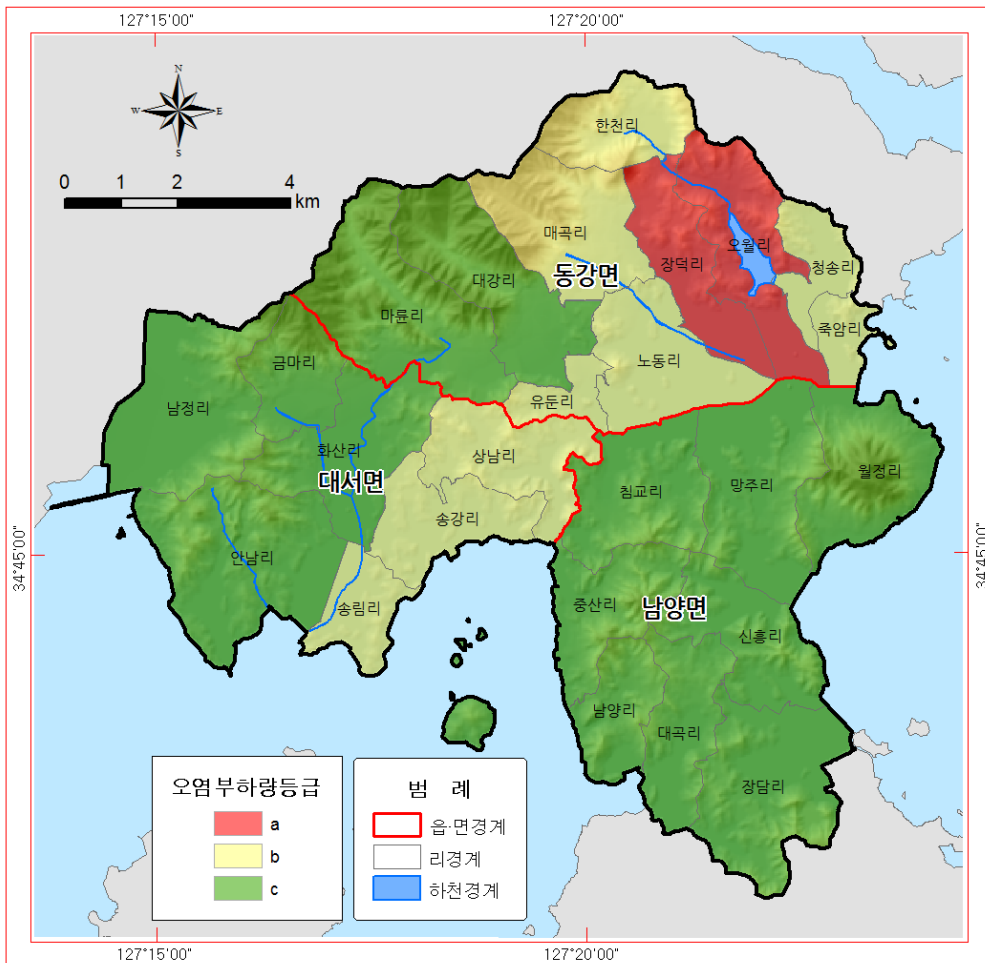 127°15'00"
127°20'00"
N
W
E
S
0
1
2
4
km
한천리
매곡리
동강면
장덕리
오월리
청송리
죽암리
대강리
마륜리
노동리
금마리
유둔리
남정리
화산리
대서면
상남리
송강리
안남리
송림리
침교리
망주리
월정리
34°45'00"
34°45'00"
중산리
남양면
신흥리
남양리
대곡리
장담리
오염부하량등급
a
b
c
범 례
읍·면경계
리경계
하천경계
127°15'00"
127°20'00"